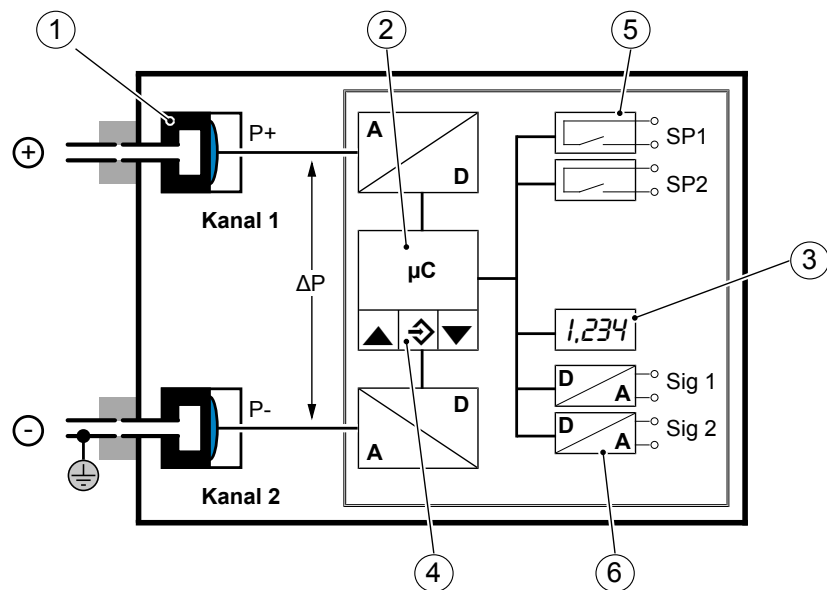 1
2
5
+
P+
A
D
SP1
SP2
Kanal 1
µC
ΔP
3
1,234
D
A
Sig 1
-
P-
D
A
D
A
Sig 2
Kanal 2
4
6